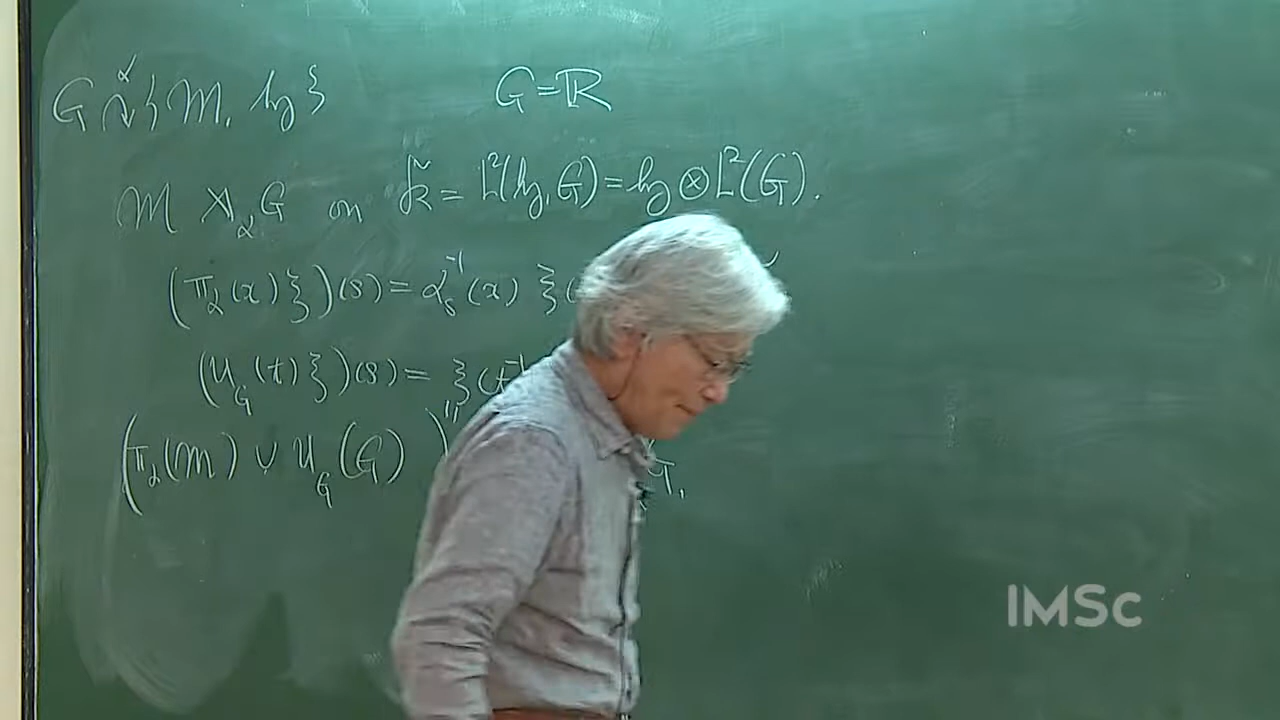 G ↷^α {M, 𝔥}    G = ℝ
M ⋊_α G on 𝔎̃ = L²(𝔥, G) = 𝔥 ⊗ L²(G).
(π_α(x) ξ)(s) = α_s^{-1}(x) ξ(
(U_G(t) ξ)(s) = ξ(t^{-1}
(π_α(M) ∪ U_G(G))''
IMSc